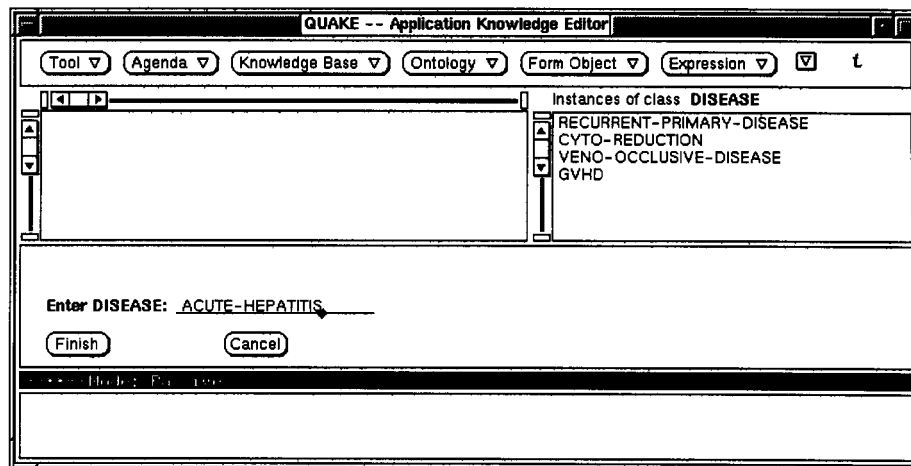 QUAKE -- Application Knowledge Editor
Tool Agenda Knowledge Base Ontology Form Object Expression t
Instances of class DISEASE
RECURRENT-PRIMARY-DISEASE
CYTO-REDUCTION
VENO-OCCLUSIVE-DISEASE
GVHD
Enter DISEASE: ACUTE-HEPATITIS
Finish Cancel
Mode: